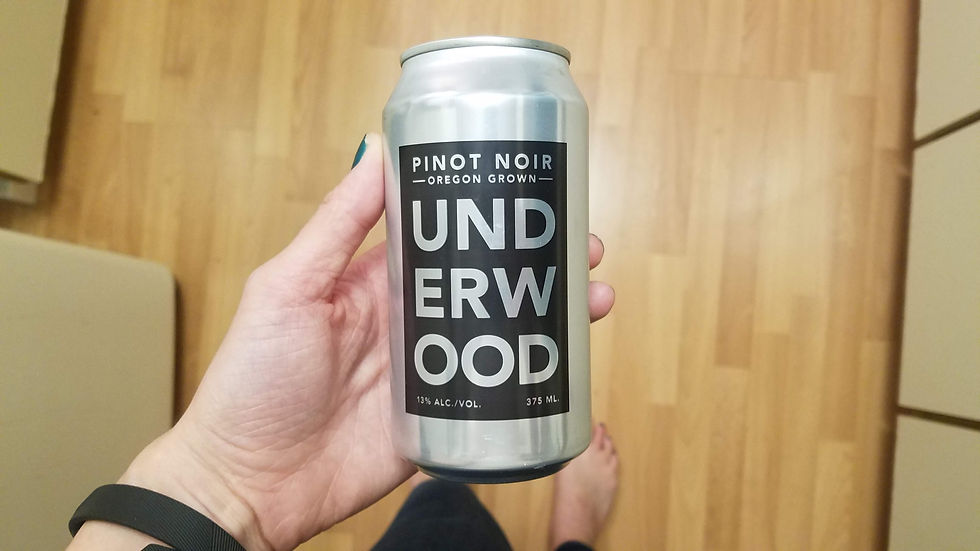 PINOT NOIR
—OREGON GROWN—
UND
ERW
OOD
13% ALC./VOL. 375 ML.